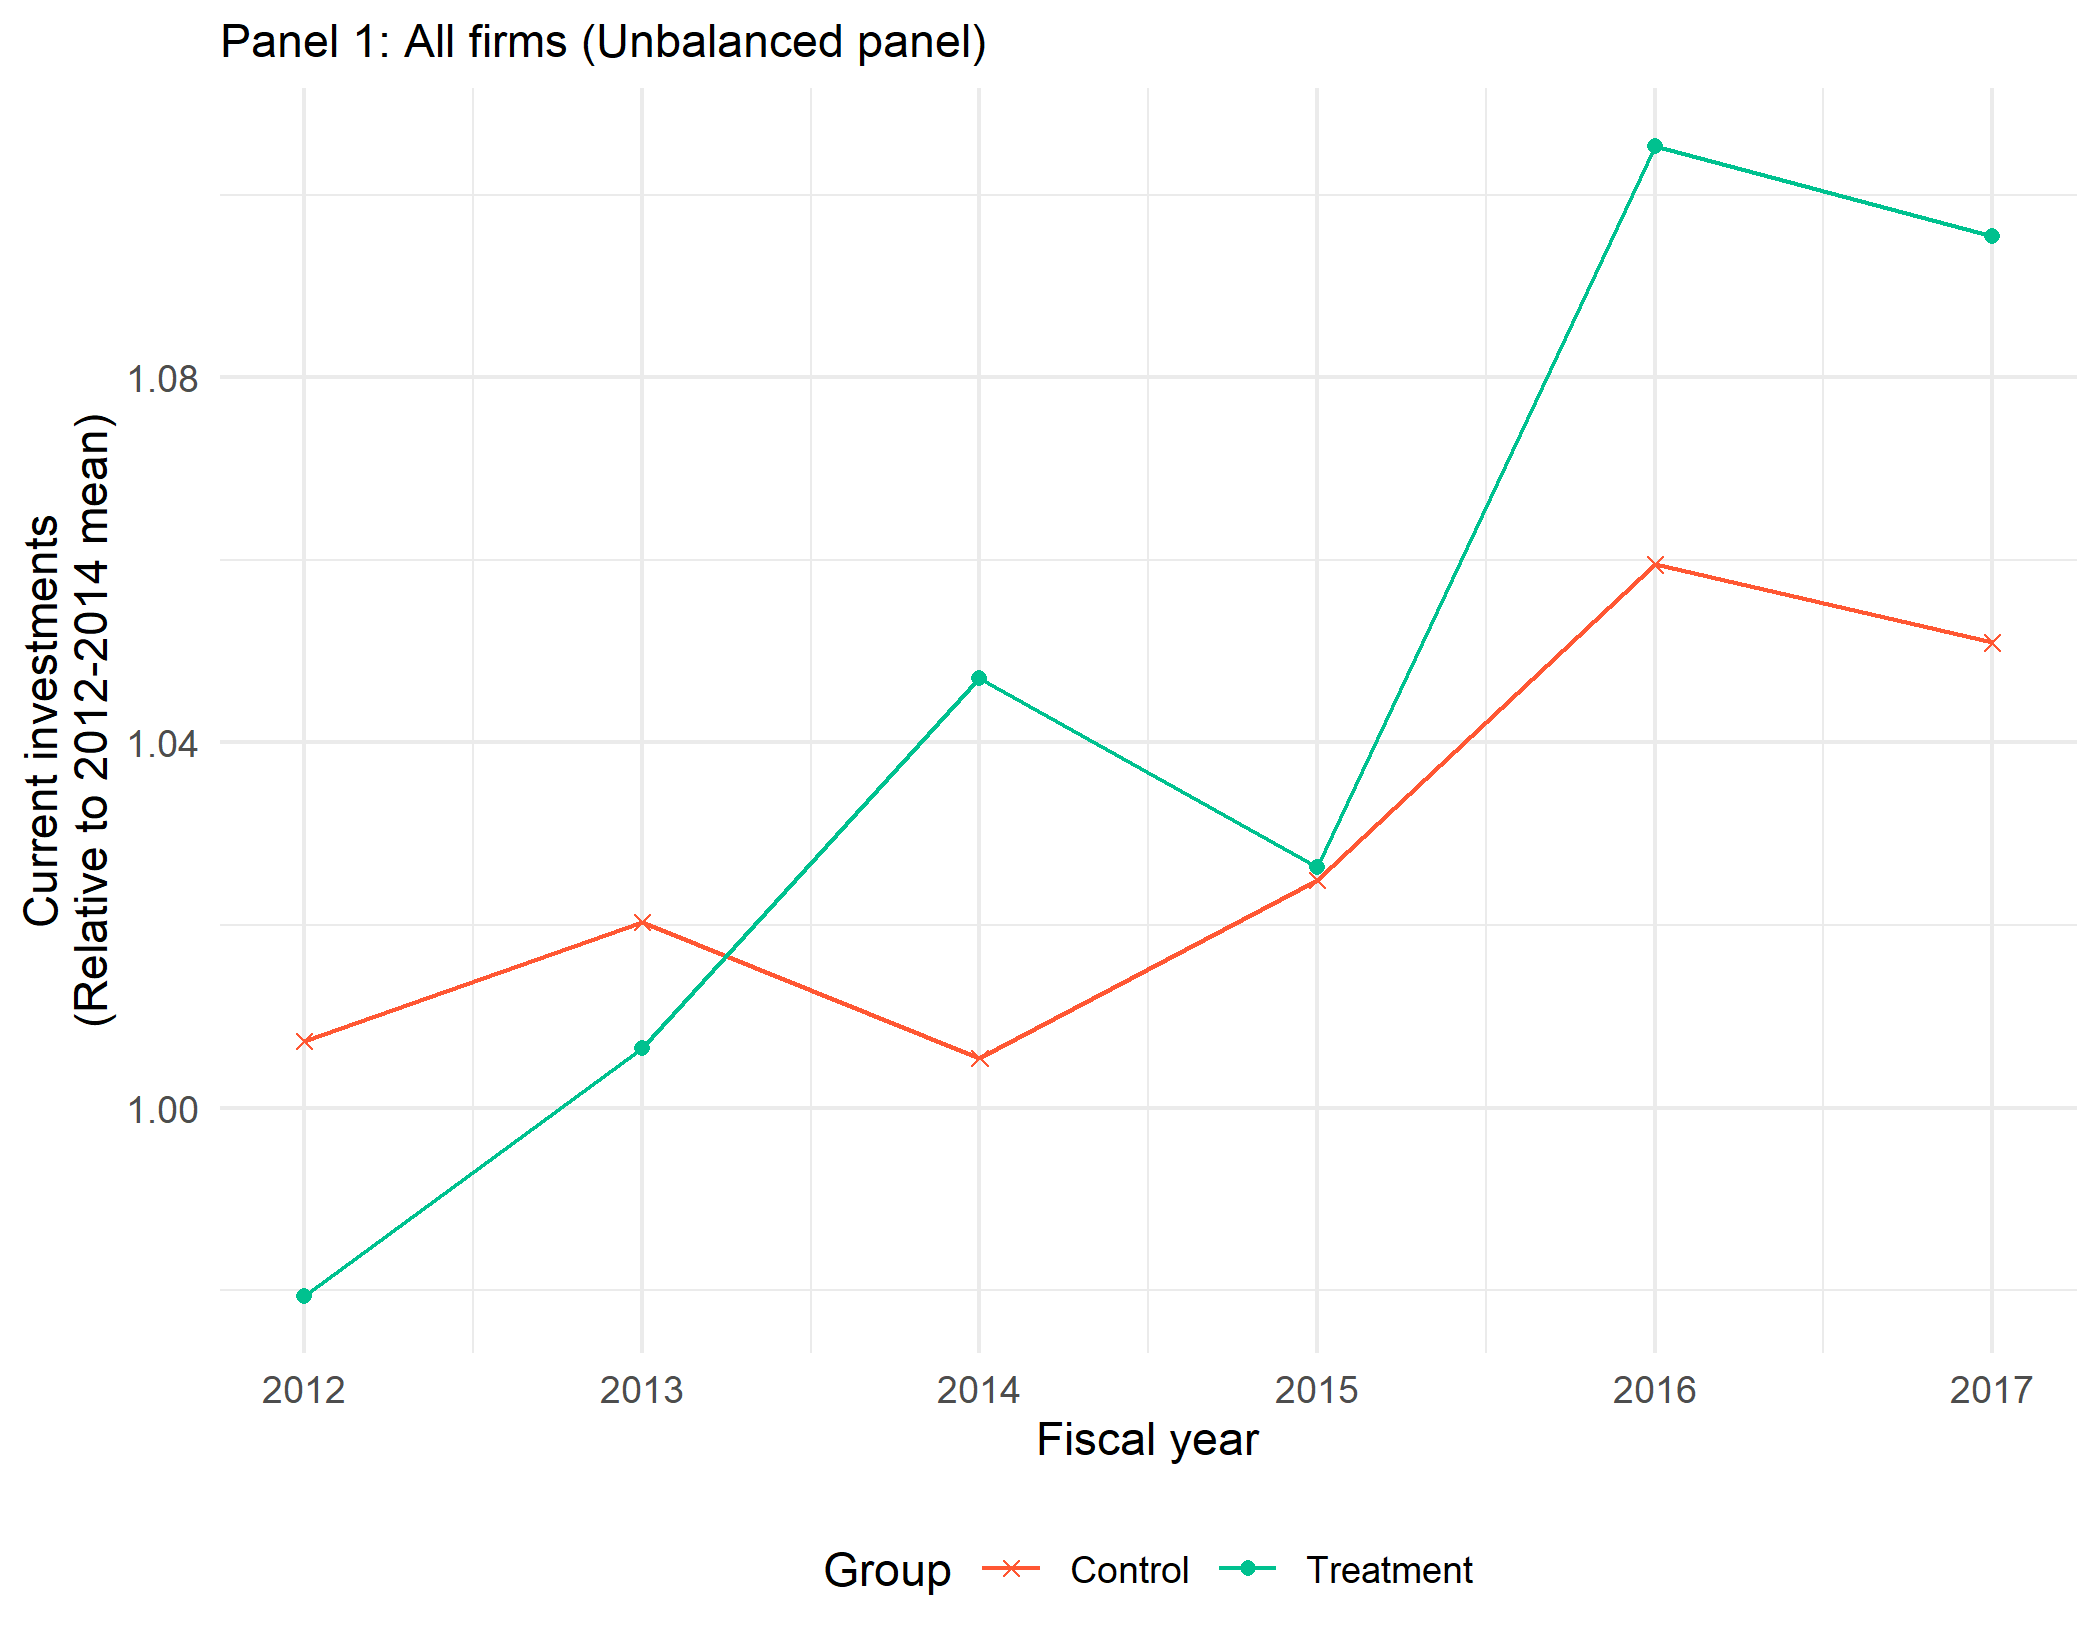 Panel 1: All firms (Unbalanced panel)
Current investments
(Relative to 2012-2014 mean)
1.08
1.04
1.00
2012 2013 2014 2015 2016 2017
Fiscal year
Group Control Treatment